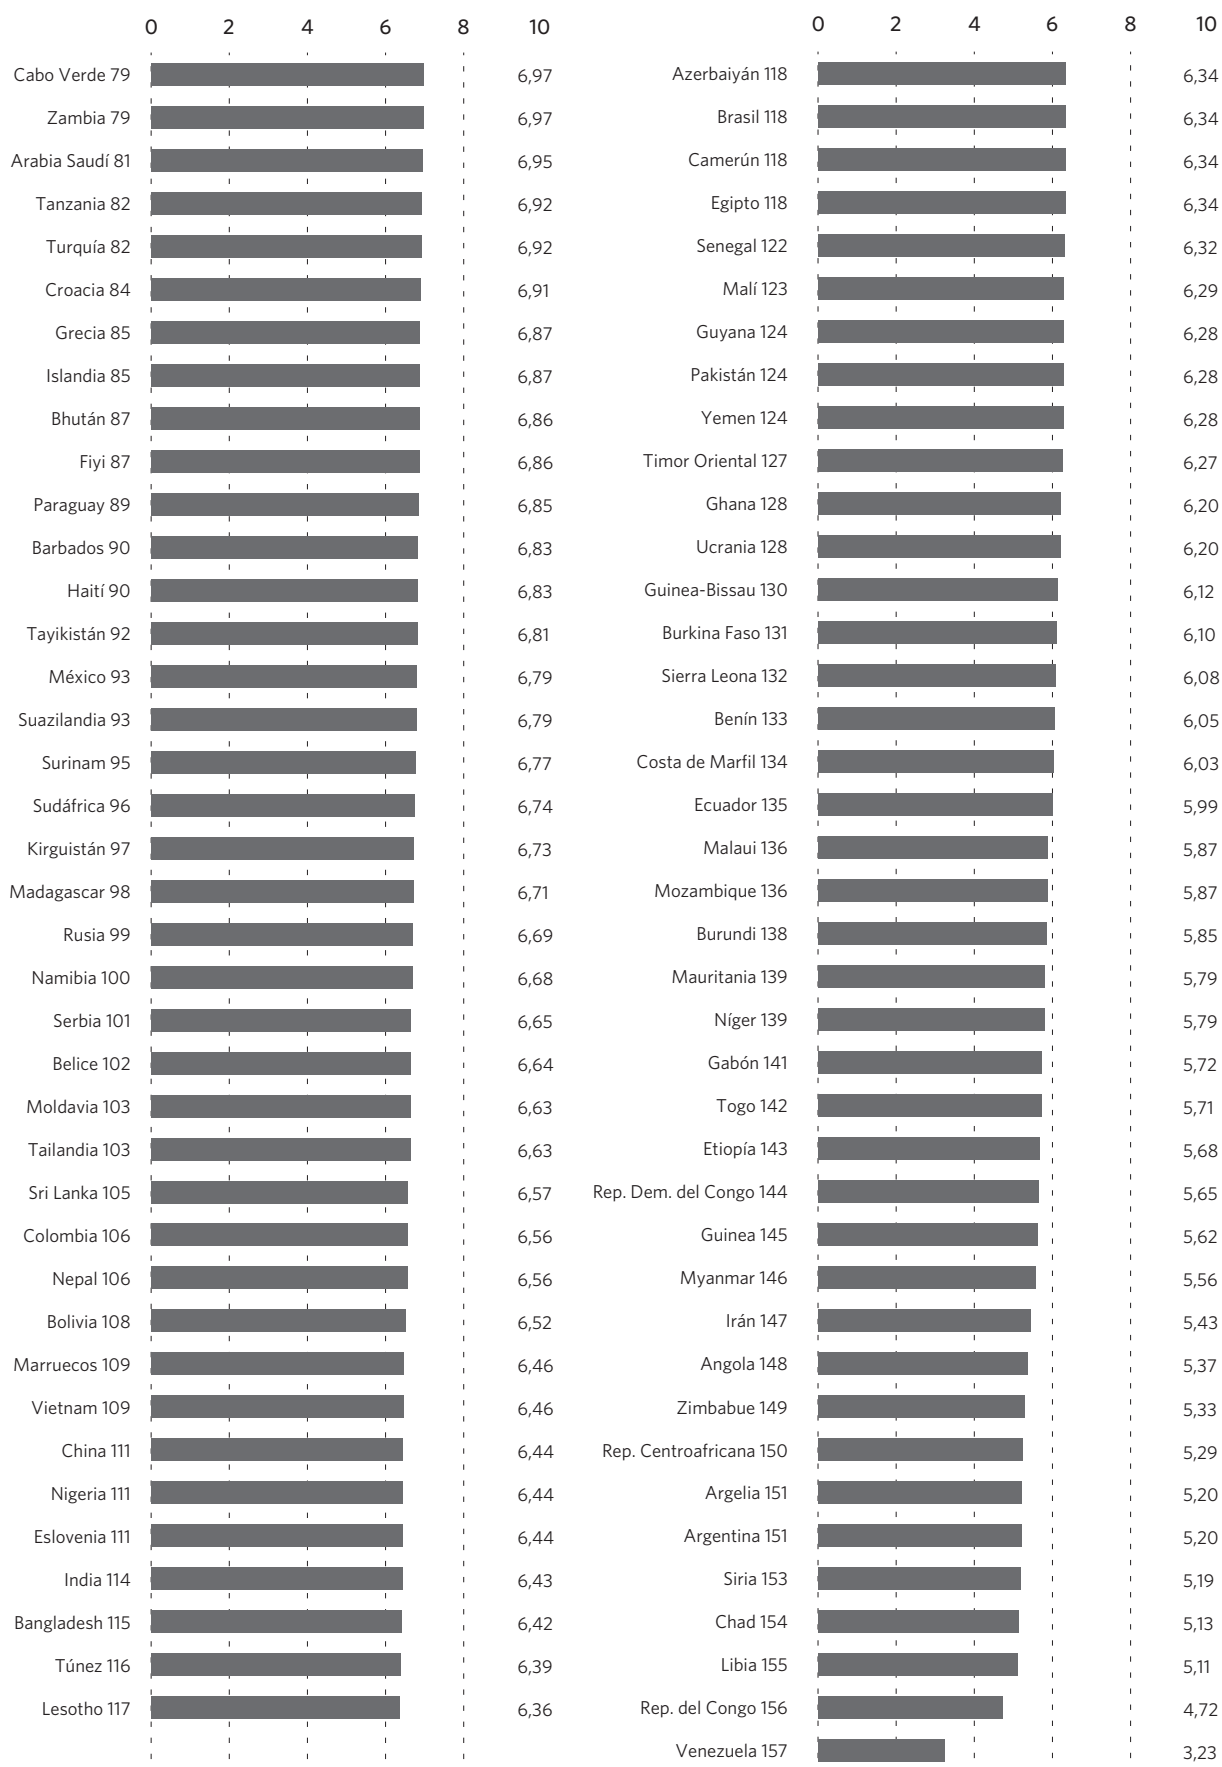 0 2 4 6 8 10
Cabo Verde 79 6,97
Zambia 79 6,97
Arabia Saudí 81 6,95
Tanzania 82 6,92
Turquía 82 6,92
Croacia 84 6,91
Grecia 85 6,87
Islandia 85 6,87
Bhután 87 6,86
Fiyi 87 6,86
Paraguay 89 6,85
Barbados 90 6,83
Haití 90 6,83
Tayikistán 92 6,81
México 93 6,79
Suazilandia 93 6,79
Surinam 95 6,77
Sudáfrica 96 6,74
Kirguistán 97 6,73
Madagascar 98 6,71
Rusia 99 6,69
Namibia 100 6,68
Serbia 101 6,65
Belice 102 6,64
Moldavia 103 6,63
Tailandia 103 6,63
Sri Lanka 105 6,57
Colombia 106 6,56
Nepal 106 6,56
Bolivia 108 6,52
Marruecos 109 6,46
Vietnam 109 6,46
China 111 6,44
Nigeria 111 6,44
Eslovenia 111 6,44
India 114 6,43
Bangladesh 115 6,42
Túnez 116 6,39
Lesotho 117 6,36
0 2 4 6 8 10
Azerbaiyán 118 6,34
Brasil 118 6,34
Camerún 118 6,34
Egipto 118 6,34
Senegal 122 6,32
Malí 123 6,29
Guyana 124 6,28
Pakistán 124 6,28
Yemen 124 6,28
Timor Oriental 127 6,27
Ghana 128 6,20
Ucrania 128 6,20
Guinea-Bissau 130 6,12
Burkina Faso 131 6,10
Sierra Leona 132 6,08
Benín 133 6,05
Costa de Marfil 134 6,03
Ecuador 135 5,99
Malaui 136 5,87
Mozambique 136 5,87
Burundi 138 5,85
Mauritania 139 5,79
Níger 139 5,79
Gabón 141 5,72
Togo 142 5,71
Etiopía 143 5,68
Rep. Dem. del Congo 144 5,65
Guinea 145 5,62
Myanmar 146 5,56
Irán 147 5,43
Angola 148 5,37
Zimbabue 149 5,33
Rep. Centroafricana 150 5,29
Argelia 151 5,20
Argentina 151 5,20
Siria 153 5,19
Chad 154 5,13
Libia 155 5,11
Rep. del Congo 156 4,72
Venezuela 157 3,23